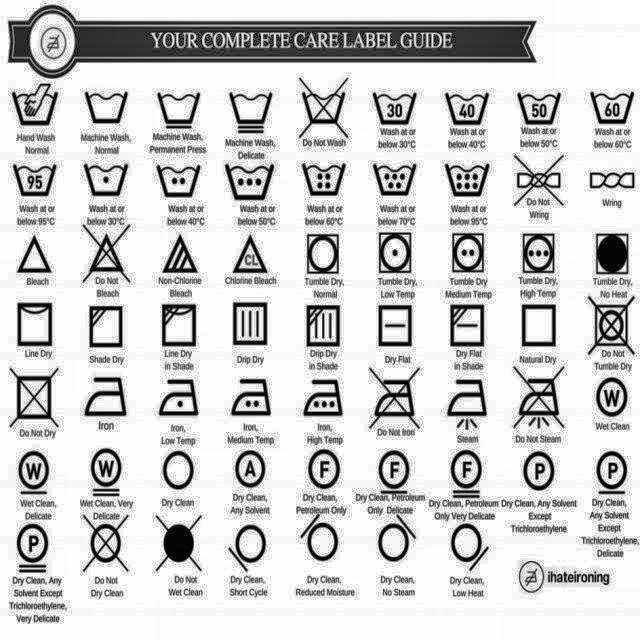 YOUR COMPLETE CARE LABEL GUIDE
Hand Wash
Normal
Machine Wash,
Normal
Machine Wash,
Permanent Press
Machine Wash,
Delicate
Do Not Wash
30
Wash at or
below 30°C
40
Wash at or
below 40°C
50
Wash at or
below 50°C
60
Wash at or
below 60°C
95
Wash at or
below 95°C
Wash at or
below 30°C
Wash at or
below 40°C
Wash at or
below 50°C
Wash at or
below 60°C
Wash at or
below 70°C
Wash at or
below 95°C
Do Not
Wring
Wring
Bleach
Do Not
Bleach
Non-Chlorine
Bleach
CL
Chlorine Bleach
Tumble Dry,
Normal
Tumble Dry,
Low Temp
Tumble Dry
Medium Temp
Tumble Dry,
High Temp
Tumble Dry,
No Heat
Line Dry
Shade Dry
Line Dry
in Shade
Drip Dry
Drip Dry
in Shade
Dry Flat
Dry Flat
in Shade
Natural Dry
Do Not
Tumble Dry
Do Not Dry
Iron
Iron,
Low Temp
Iron,
Medium Temp
Iron,
High Temp
Do Not Iron
Steam
Do Not Steam
W
Wet Clean
W
Wet Clean,
Delicate
W
Wet Clean, Very
Delicate
Dry Clean
A
Dry Clean,
Any Solvent
F
Dry Clean,
Petroleum Only
F
Dry Clean, Petroleum
Only Delicate
F
Dry Clean, Petroleum
Only Very Delicate
P
Dry Clean, Any Solvent
Except
Trichloroethylene
P
Dry Clean,
Any Solvent
Except
Trichloroethylene,
Delicate
P
Dry Clean, Any
Solvent Except
Trichloroethylene,
Very Delicate
Do Not
Dry Clean
Do Not
Wet Clean
Dry Clean,
Short Cycle
Dry Clean,
Reduced Moisture
Dry Clean,
No Steam
Dry Clean,
Low Heat
ihateironing